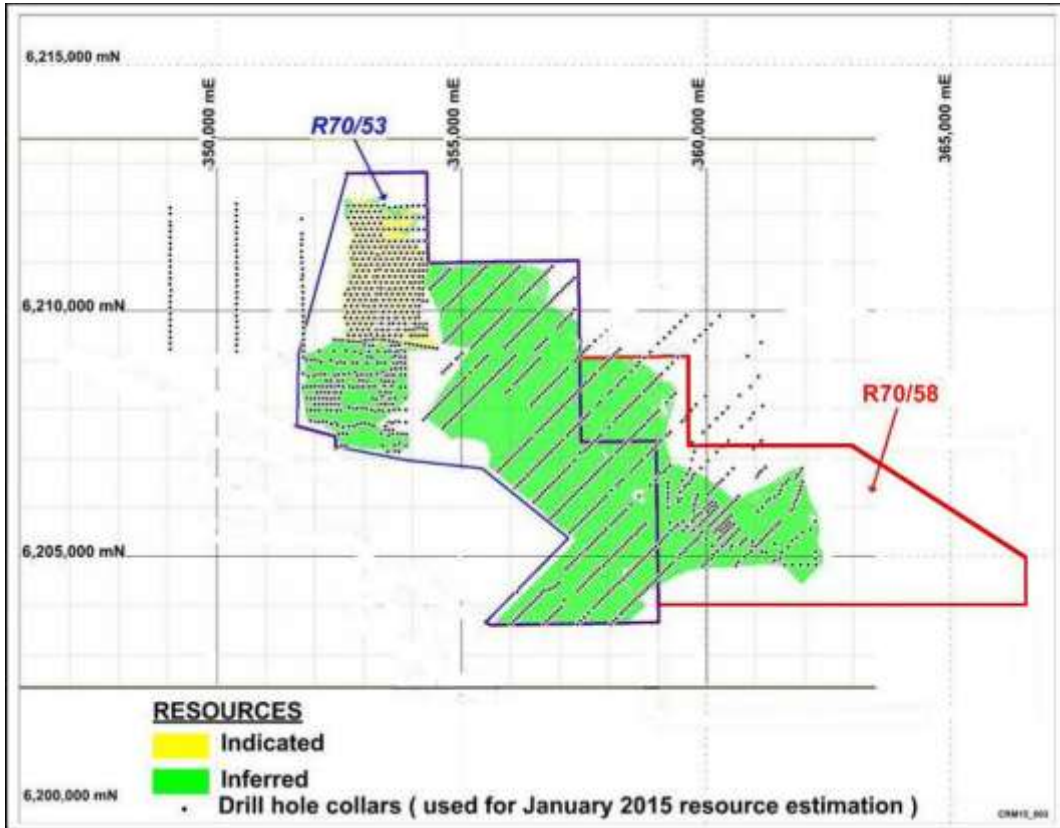 6,215,000 mN
350,000 mE
355,000 mE
360,000 mE
365,000 mE
R70/53
6,210,000 mN
R70/58
6,205,000 mN
RESOURCES
Indicated
Inferred
Drill hole collars ( used for January 2015 resource estimation )
6,200,000 mN